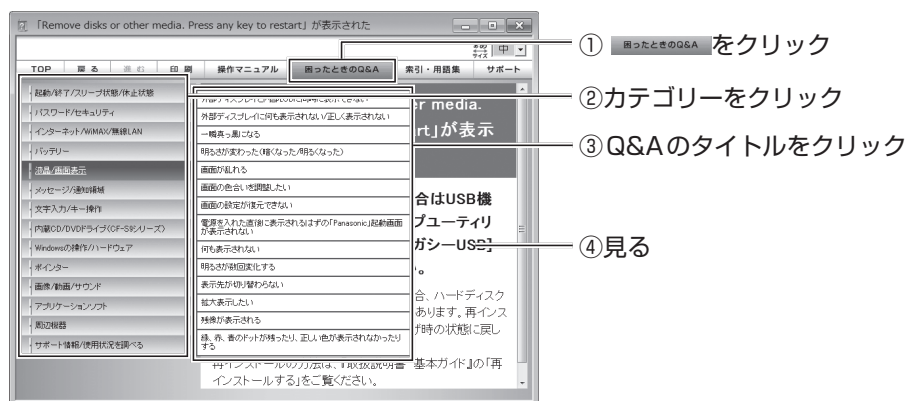 「Remove disks or other media. Press any key to restart」が表示された
中
TOP 戻る 進む 印刷 操作マニュアル 困ったときのQ&A 索引・用語集 サポート
① 困ったときのQ&A をクリック
②カテゴリーをクリック
③Q&Aのタイトルをクリック
④見る
起動/終了/スリープ状態/休止状態
パスワード/セキュリティ
インターネット/WiMAX/無線LAN
バッテリー
液晶/画面表示
メッセージ/通知領域
文字入力/キー操作
内蔵CD/DVDドライブ(CF-S9シリーズ)
Windowsの操作/ハードウェア
ポインター
画像/動画/サウンド
アプリケーションソフト
周辺機器
サポート情報/使用状況を調べる
外部ディスプレイに何も表示されない/正しく表示されない
一瞬真っ黒になる
明るさが変わった(暗くなった/明るくなった)
画面が乱れる
画面の色合いを調整したい
画面の設定が復元できない
電源を入れた直後に表示されるはずの「Panasonic」起動画面が表示されない
何も表示されない
明るさが数回変化する
表示先が切り替わらない
拡大表示したい
残像が表示される
緑、赤、青のドットが残ったり、正しい色が表示されなかったりする
er media.
rt」が表示
合はUSB機
プユーティリ
ガシーUSB]
。
合、ハードディスク
あります。再インス
げ時の状態に戻し
再インストールの方法は、『取扱説明書 基本ガイド』の「再
インストールする」をご覧ください。